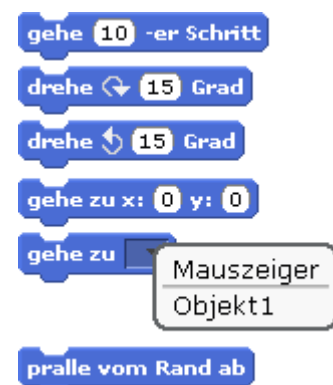 gehe 10 -er Schritt
drehe 15 Grad
drehe 15 Grad
gehe zu x: 0 y: 0
gehe zu
Mauszeiger
Objekt1
pralle vom Rand ab